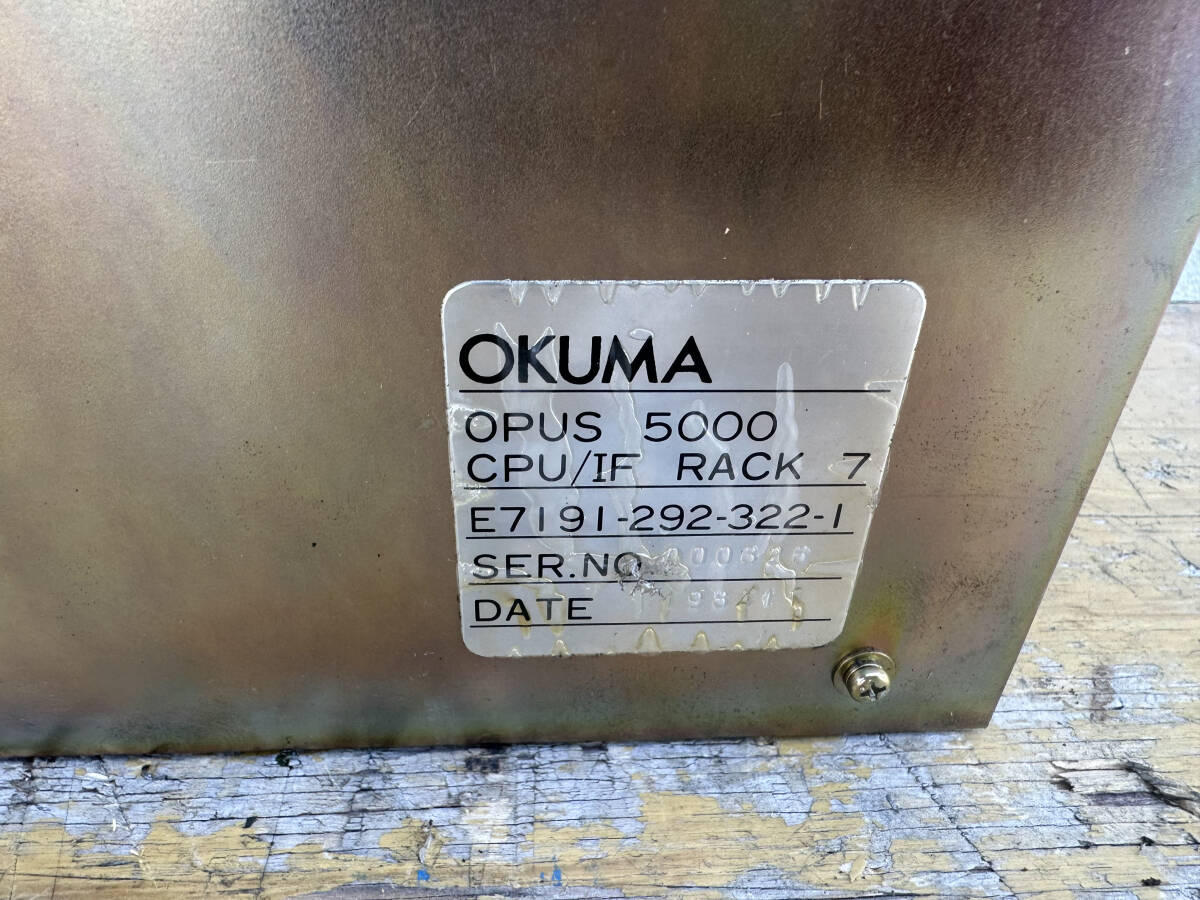 OKUMA
OPUS 5000
CPU/IF RACK 7
E7191-292-322-1
SER.NO
DATE